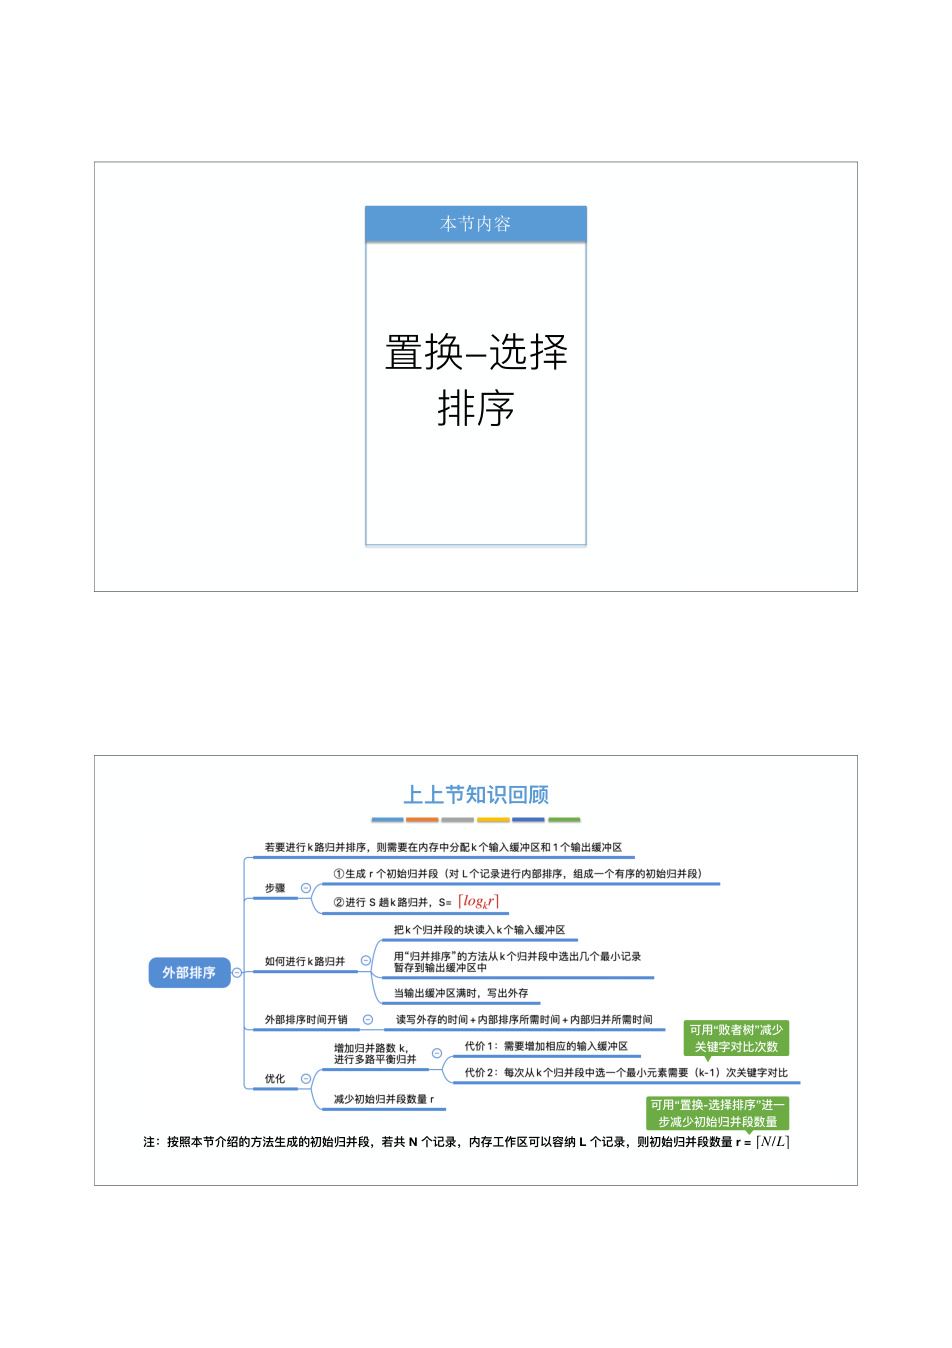 本节内容
置换–选择
排序
上上节知识回顾
若要进行k路归并排序，则需要在内存中分配k个输入缓冲区和1个输出缓冲区
步骤
①生成 r 个初始归并段（对 L个记录进行内部排序，组成一个有序的初始归并段）
②进行 S 趟k路归并，S= ⌈log_k r⌉
外部排序
如何进行k路归并
把k个归并段的块读入k个输入缓冲区
用“归并排序”的方法从k个归并段中选出几个最小记录
暂存到输出缓冲区中
当输出缓冲区满时，写出外存
外部排序时间开销
读写外存的时间+内部排序所需时间+内部归并所需时间
优化
增加归并路数 k，
进行多路平衡归并
代价1：需要增加相应的输入缓冲区
代价2：每次从k个归并段中选一个最小元素需要（k-1）次关键字对比
可用“败者树”减少
关键字对比次数
减少初始归并段数量 r
可用“置换-选择排序”进一
步减少初始归并段数量
注：按照本节介绍的方法生成的初始归并段，若共 N 个记录，内存工作区可以容纳 L 个记录，则初始归并段数量 r = ⌈N/L⌉